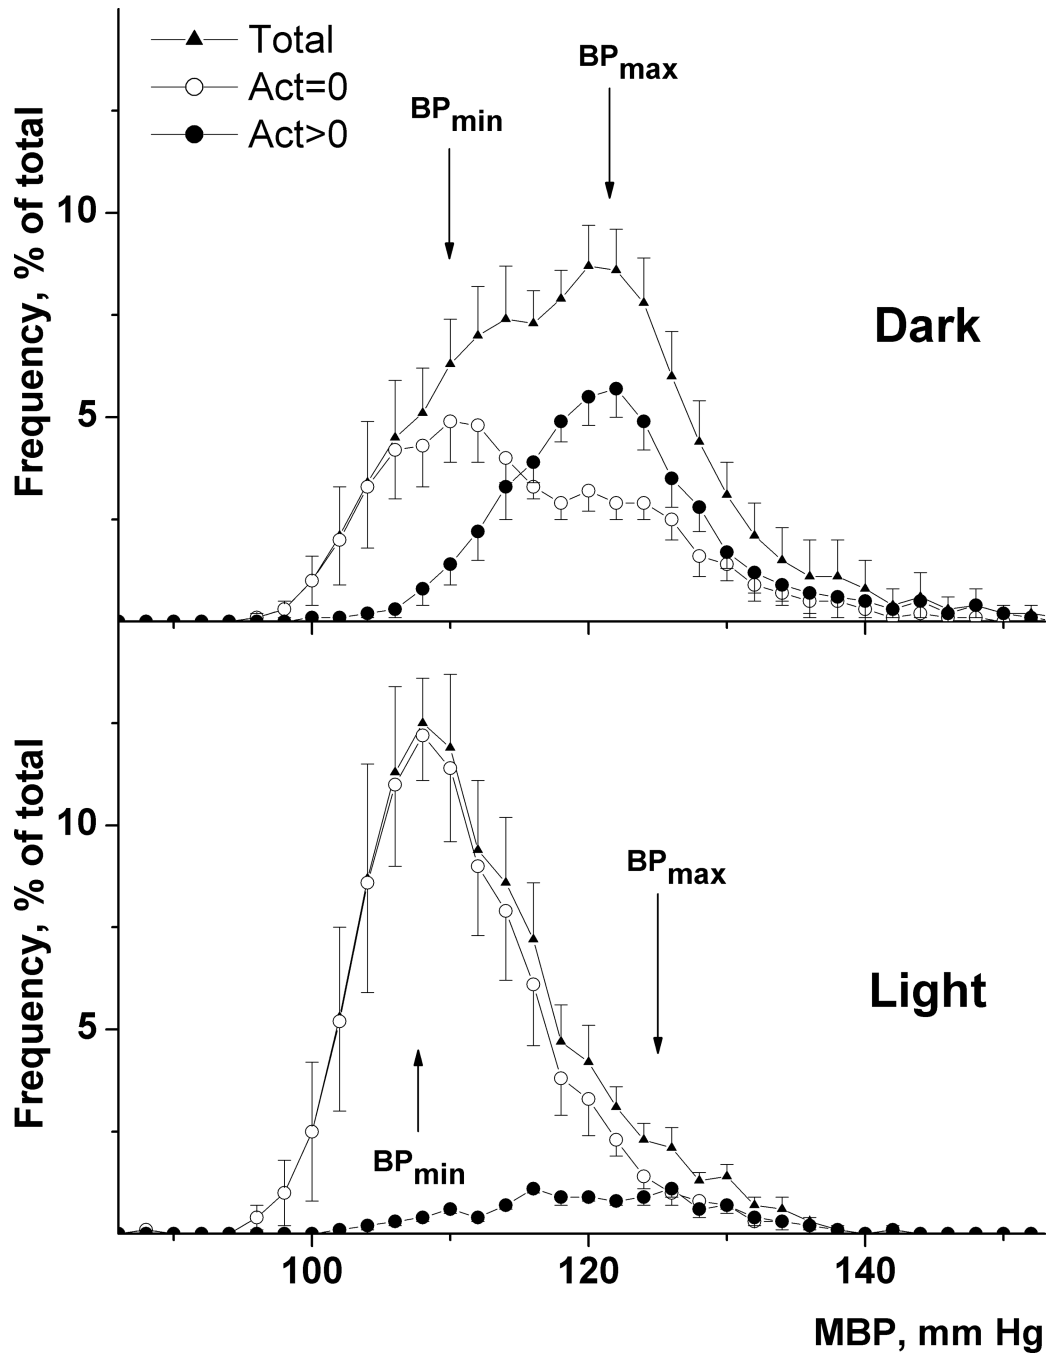 Total
Act=0
Act>0
BPmin
BPmax
Dark
Frequency, % of total
10
5
BPmax
Light
BPmin
Frequency, % of total
10
5
100 120 140
MBP, mm Hg